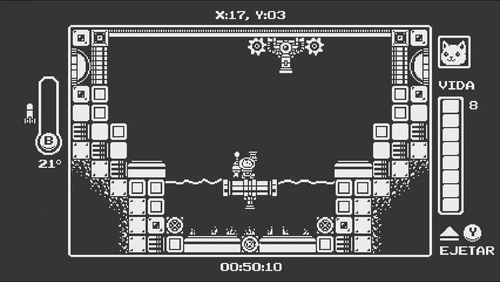 X:17, Y:03
VIDA
8
B
21°
Y
EJETAR
00:50:10